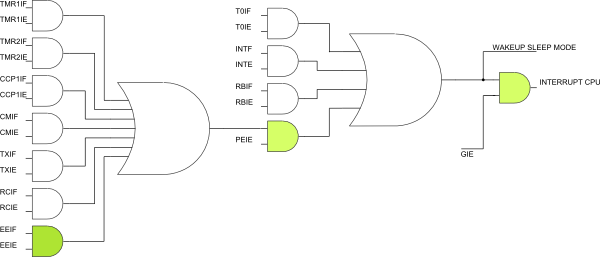 TMR1IF
TMR1IE
TMR2IF
TMR2IE
CCP1IF
CCP1IE
CMIF
CMIE
TXIF
TXIE
RCIF
RCIE
EEIF
EEIE
T0IF
T0IE
INTF
INTE
RBIF
RBIE
PEIE
WAKEUP SLEEP MODE
INTERRUPT CPU
GIE